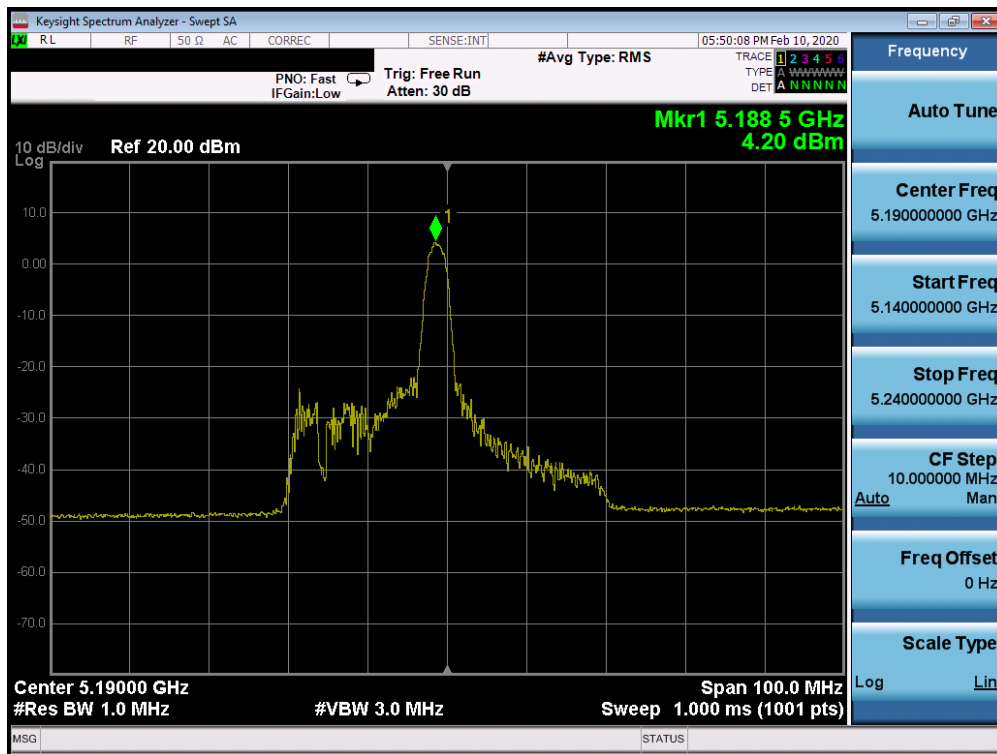 Keysight Spectrum Analyzer - Swept SA
LXI RL RF 50 Ω AC CORREC SENSE:INT 05:50:08 PM Feb 10, 2020
#Avg Type: RMS TRACE 1 2 3 4 5 6
PNO: Fast Trig: Free Run TYPE A WWWWWW
IFGain:Low Atten: 30 dB DET A N N N N N
Mkr1 5.188 5 GHz
4.20 dBm
10 dB/div Ref 20.00 dBm
Log
10.0
1
0.00
-10.0
-20.0
-30.0
-40.0
-50.0
-60.0
-70.0
Center 5.19000 GHz Span 100.0 MHz
#Res BW 1.0 MHz #VBW 3.0 MHz Sweep 1.000 ms (1001 pts)
MSG STATUS
Frequency
Auto Tune
Center Freq
5.190000000 GHz
Start Freq
5.140000000 GHz
Stop Freq
5.240000000 GHz
CF Step
10.000000 MHz
Auto Man
Freq Offset
0 Hz
Scale Type
Log Lin